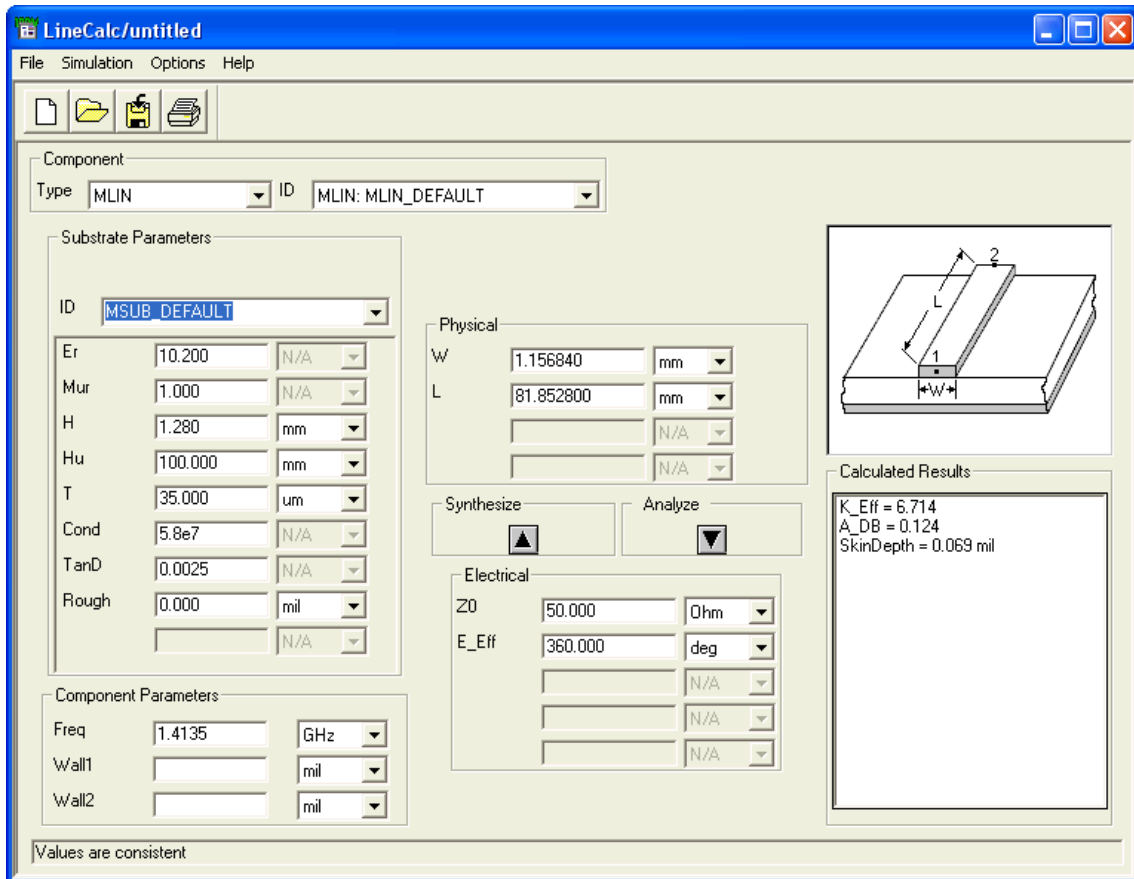 LineCalc/untitled
File Simulation Options Help
Component
Type MLIN ID MLIN: MLIN_DEFAULT
Substrate Parameters
ID MSUB_DEFAULT
Er 10.200 N/A
Mur 1.000 N/A
H 1.280 mm
Hu 100.000 mm
T 35.000 um
Cond 5.8e7 N/A
TanD 0.0025 N/A
Rough 0.000 mil
N/A
Component Parameters
Freq 1.4135 GHz
Wall1 mil
Wall2 mil
Physical
W 1.156840 mm
L 81.852800 mm
N/A
N/A
Synthesize Analyze
Electrical
Z0 50.000 Ohm
E_Eff 360.000 deg
N/A
N/A
N/A
2
L
1
W
Calculated Results
K_Eff = 6.714
A_DB = 0.124
SkinDepth = 0.069 mil
Values are consistent